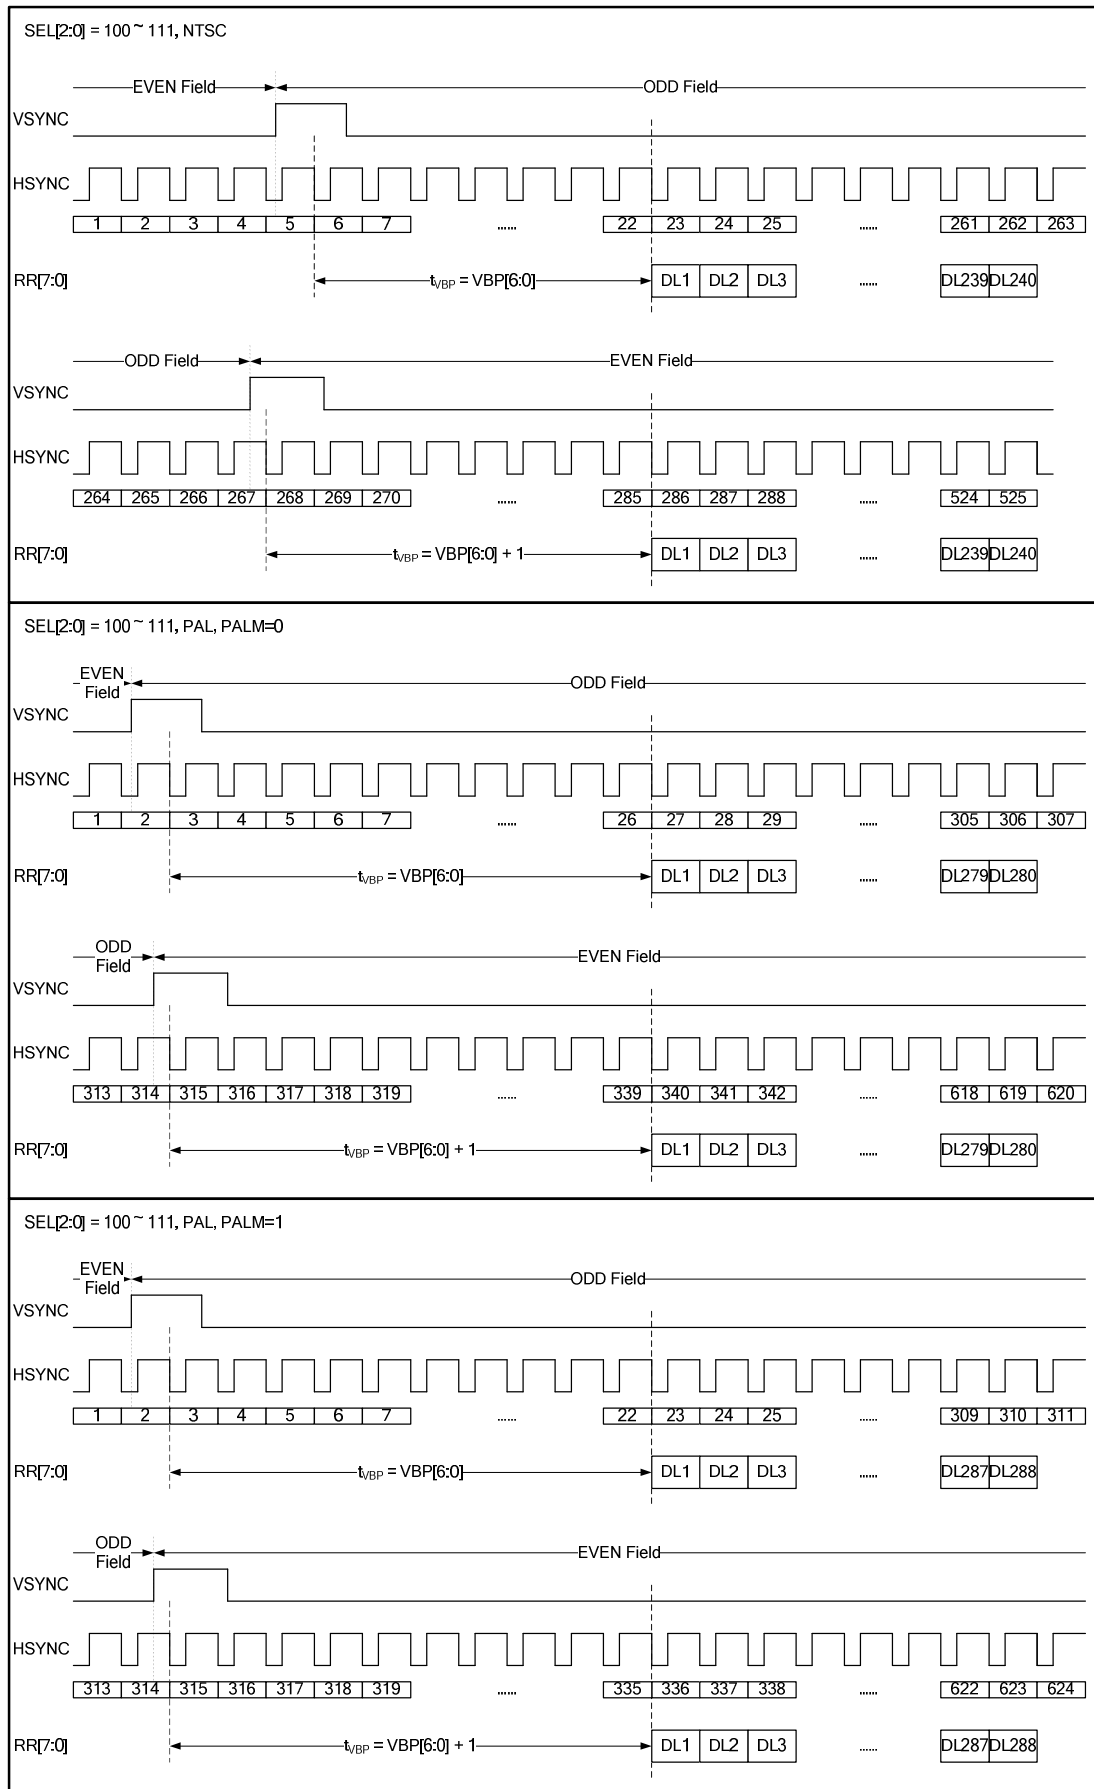 SEL[2:0] = 100 ~ 111, NTSC
EVEN Field ODD Field
VSYNC
HSYNC
1 2 3 4 5 6 7 ...... 22 23 24 25 ...... 261 262 263
RR[7:0] tVBP = VBP[6:0] DL1 DL2 DL3 ...... DL239 DL240
ODD Field EVEN Field
VSYNC
HSYNC
264 265 266 267 268 269 270 ...... 285 286 287 288 ...... 524 525
RR[7:0] tVBP = VBP[6:0] + 1 DL1 DL2 DL3 ...... DL239 DL240
SEL[2:0] = 100 ~ 111, PAL, PALM=0
EVEN Field ODD Field
VSYNC
HSYNC
1 2 3 4 5 6 7 ...... 26 27 28 29 ...... 305 306 307
RR[7:0] tVBP = VBP[6:0] DL1 DL2 DL3 ...... DL279 DL280
ODD Field EVEN Field
VSYNC
HSYNC
313 314 315 316 317 318 319 ...... 339 340 341 342 ...... 618 619 620
RR[7:0] tVBP = VBP[6:0] + 1 DL1 DL2 DL3 ...... DL279 DL280
SEL[2:0] = 100 ~ 111, PAL, PALM=1
EVEN Field ODD Field
VSYNC
HSYNC
1 2 3 4 5 6 7 ...... 22 23 24 25 ...... 309 310 311
RR[7:0] tVBP = VBP[6:0] DL1 DL2 DL3 ...... DL287 DL288
ODD Field EVEN Field
VSYNC
HSYNC
313 314 315 316 317 318 319 ...... 335 336 337 338 ...... 622 623 624
RR[7:0] tVBP = VBP[6:0] + 1 DL1 DL2 DL3 ...... DL287 DL288